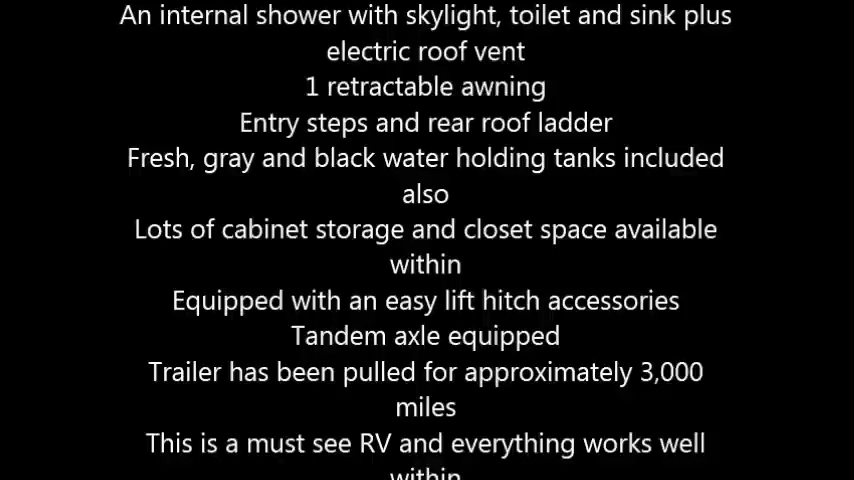 An internal shower with skylight, toilet and sink plus
electric roof vent
1 retractable awning
Entry steps and rear roof ladder
Fresh, gray and black water holding tanks included
also
Lots of cabinet storage and closet space available
within
Equipped with an easy lift hitch accessories
Tandem axle equipped
Trailer has been pulled for approximately 3,000
miles
This is a must see RV and everything works well
within